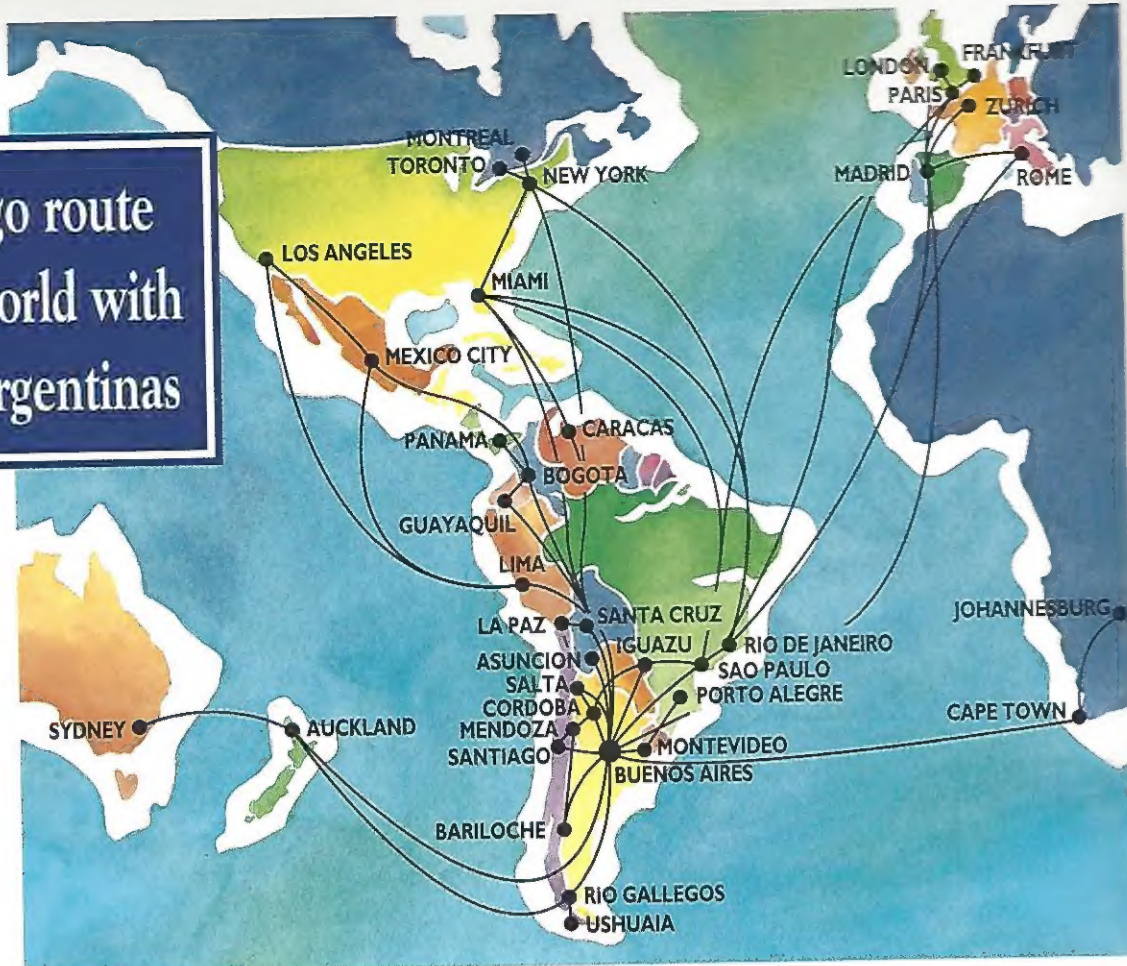 go route
orld with
rgentinas
LONDON
FRANKFURT
PARIS
ZURICH
MADRID
ROME
MONTREAL
TORONTO
NEW YORK
LOS ANGELES
MIAMI
MEXICO CITY
PANAMA
CARACAS
BOGOTA
GUAYAQUIL
LIMA
LA PAZ
SANTA CRUZ
IGUAZU
RIO DE JANEIRO
JOHANNESBURG
ASUNCION
SAO PAULO
SALTA
PORTO ALEGRE
CORDOBA
CAPE TOWN
SYDNEY
AUCKLAND
MENDOZA
SANTIAGO
MONTEVIDEO
BUENOS AIRES
BARILOCHE
RIO GALLEGOS
USHUAIA